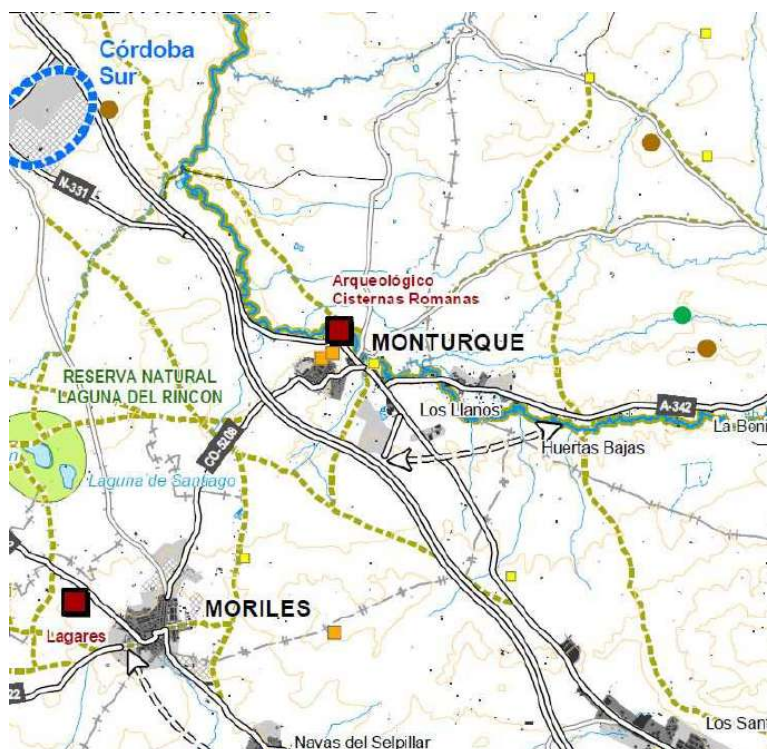 Córdoba
Sur
N-331
Arqueológico
Cisternas Romanas
MONTURQUE
RESERVA NATURAL
LAGUNA DEL RINCON
Los Llanos
A-342
La Beni
Huertas Bajas
CO-5208
Laguna de Santiago
MORILES
Lagares
Los Sant
Navas del Selpillar